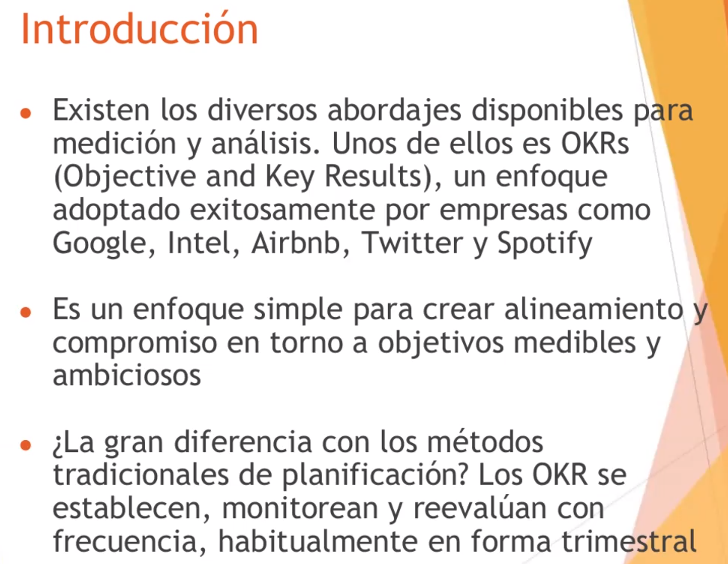 Introducción
• Existen los diversos abordajes disponibles para
medición y análisis. Unos de ellos es OKRs
(Objective and Key Results), un enfoque
adoptado exitosamente por empresas como
Google, Intel, Airbnb, Twitter y Spotify
• Es un enfoque simple para crear alineamiento y
compromiso en torno a objetivos medibles y
ambiciosos
• ¿La gran diferencia con los métodos
tradicionales de planificación? Los OKR se
establecen, monitorean y reevalúan con
frecuencia, habitualmente en forma trimestral